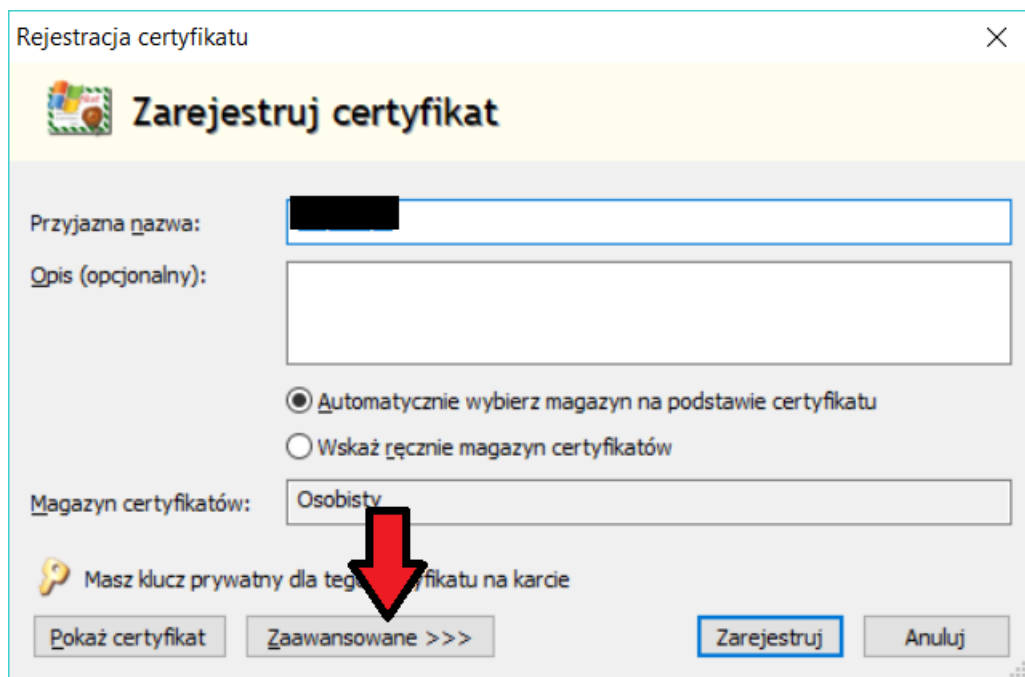 Rejestracja certyfikatu
Zarejestruj certyfikat
Przyjazna nazwa:
Opis (opcjonalny):
Automatycznie wybierz magazyn na podstawie certyfikatu
Wskaż ręcznie magazyn certyfikatów
Magazyn certyfikatów: Osobisty
Masz klucz prywatny dla tego certyfikatu na karcie
Pokaż certyfikat Zaawansowane >>> Zarejestruj Anuluj